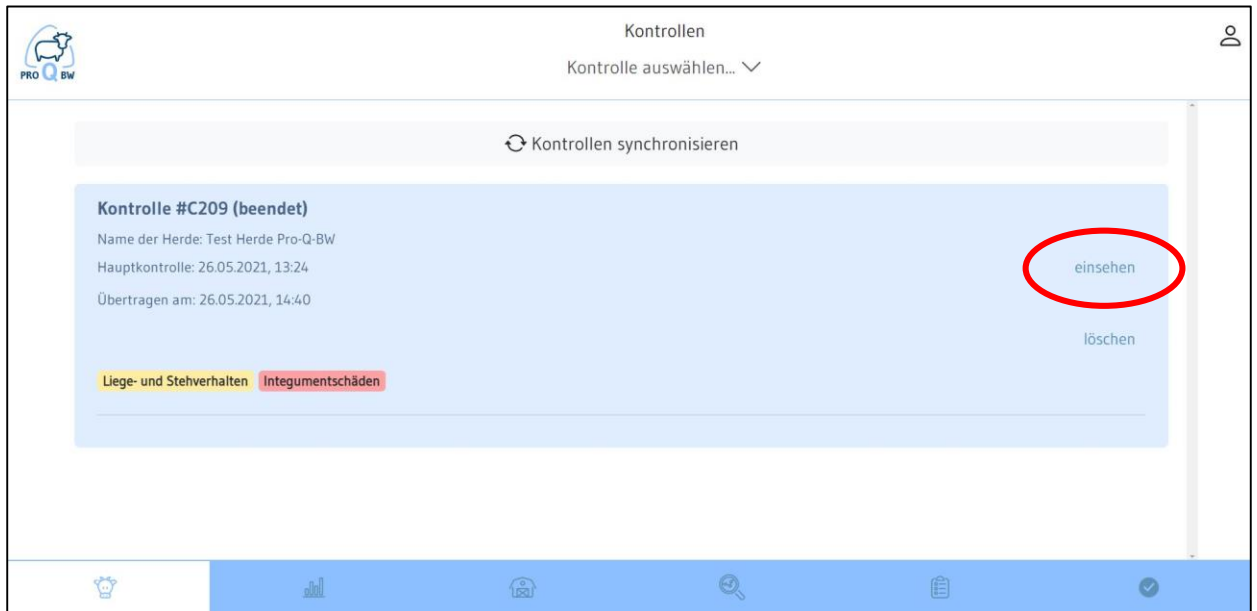 PRO Q BW
Kontrollen
Kontrolle auswählen...
Kontrollen synchronisieren
Kontrolle #C209 (beendet)
Name der Herde: Test Herde Pro-Q-BW
Hauptkontrolle: 26.05.2021, 13:24
einsehen
Übertragen am: 26.05.2021, 14:40
löschen
Liege- und Stehverhalten Integumentschäden